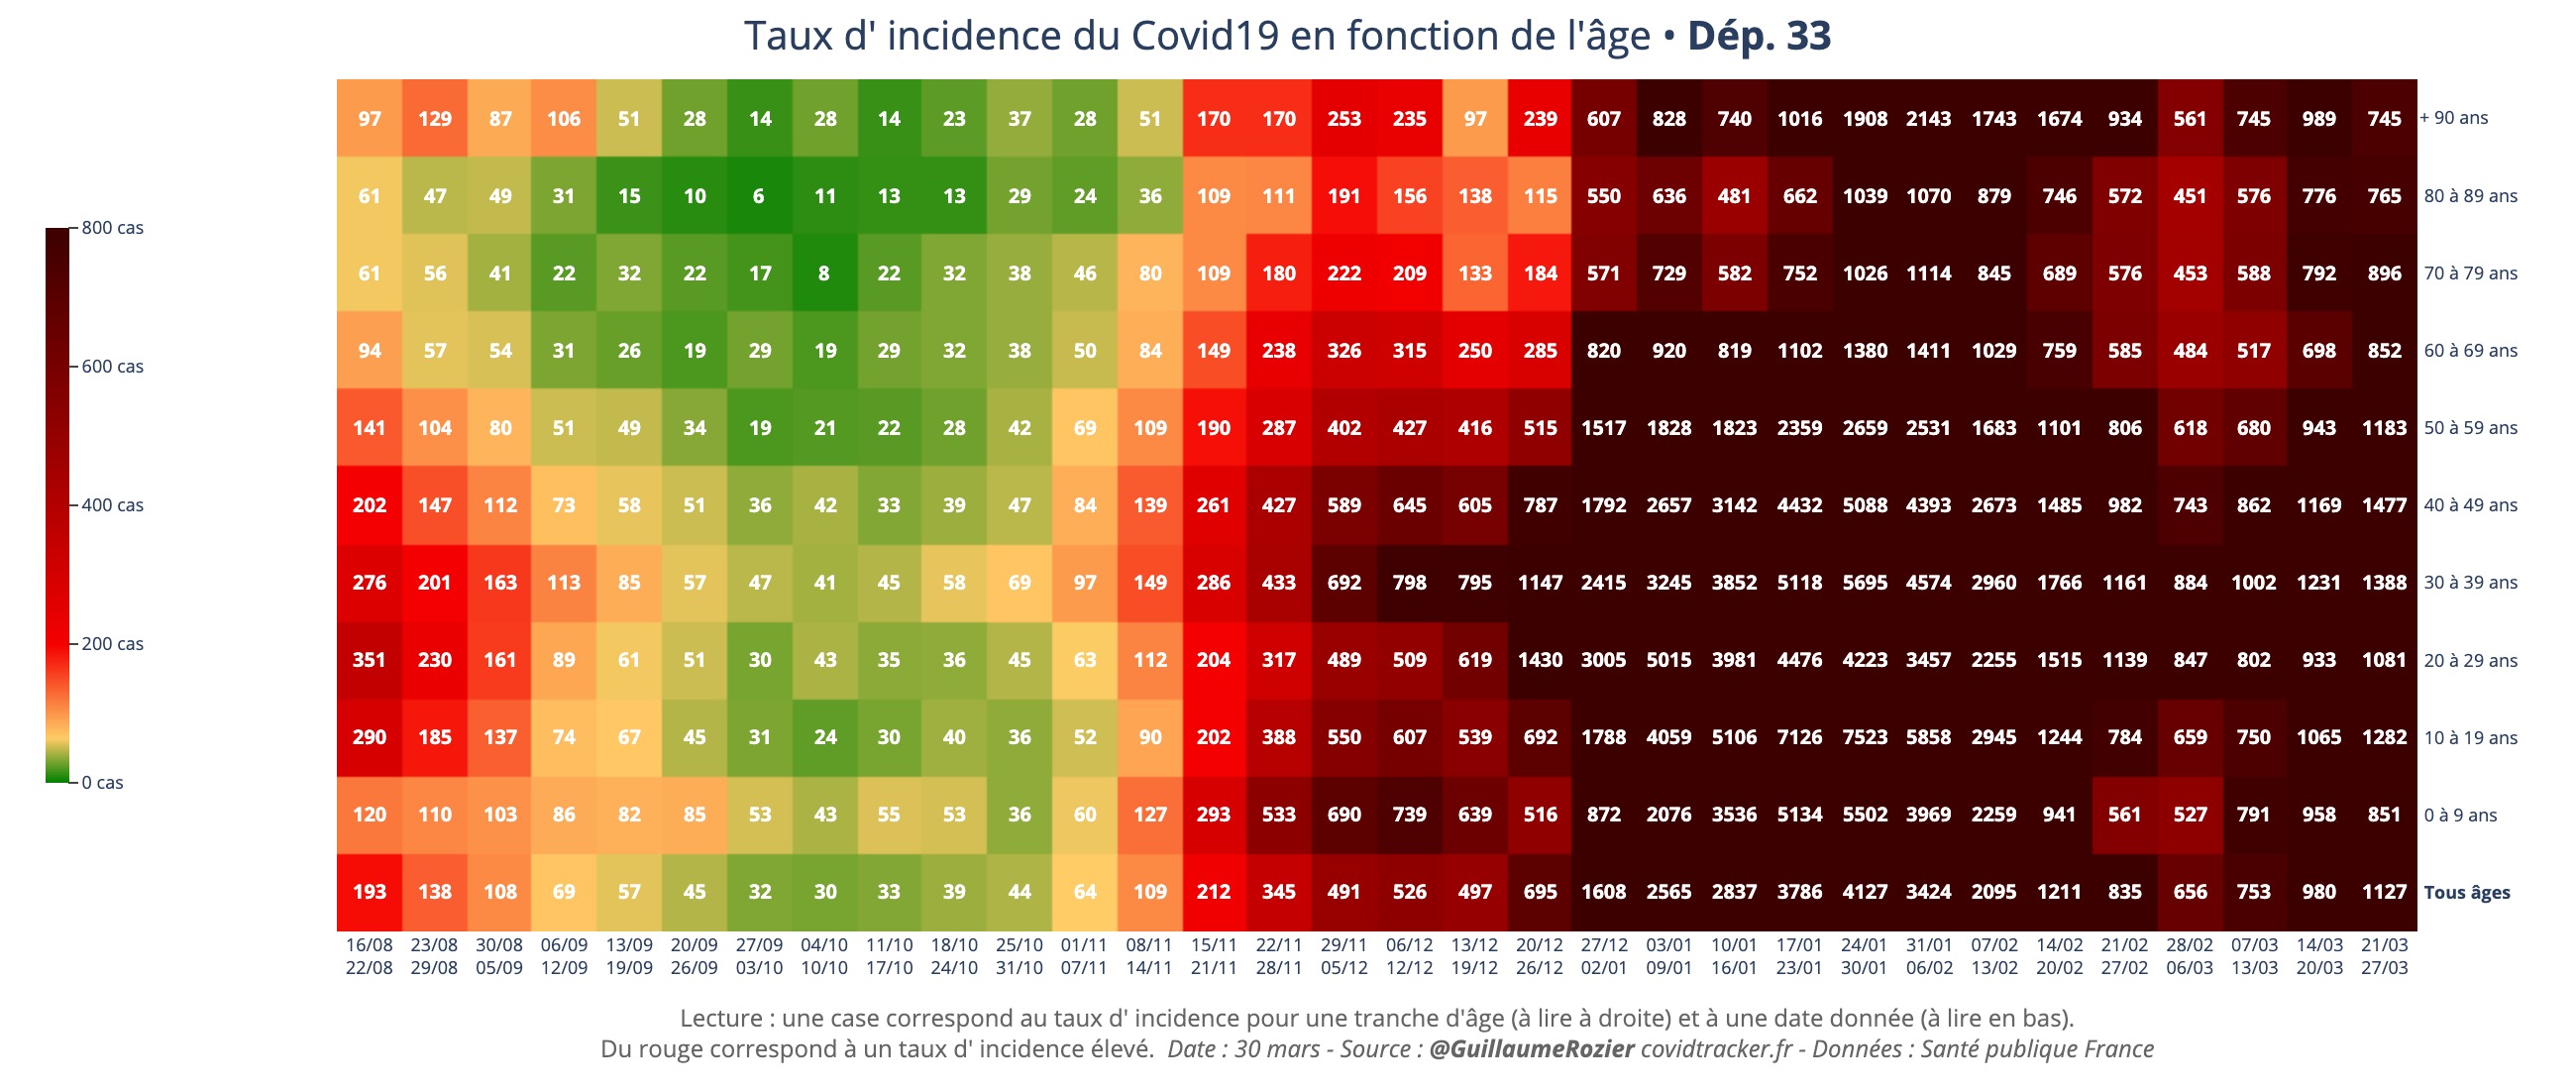 Taux d' incidence du Covid19 en fonction de l'âge • Dép. 33
97 129 87 106 51 28 14 28 14 23 37 28 51 170 170 253 235 97 239 607 828 740 1016 1908 2143 1743 1674 934 561 745 989 745 + 90 ans
61 47 49 31 15 10 6 11 13 13 29 24 36 109 111 191 156 138 115 550 636 481 662 1039 1070 879 746 572 451 576 776 765 80 à 89 ans
61 56 41 22 32 22 17 8 22 32 38 46 80 109 180 222 209 133 184 571 729 582 752 1026 1114 845 689 576 453 588 792 896 70 à 79 ans
94 57 54 31 26 19 29 19 29 32 38 50 84 149 238 326 315 250 285 820 920 819 1102 1380 1411 1029 759 585 484 517 698 852 60 à 69 ans
141 104 80 51 49 34 19 21 22 28 42 69 109 190 287 402 427 416 515 1517 1828 1823 2359 2659 2531 1683 1101 806 618 680 943 1183 50 à 59 ans
202 147 112 73 58 51 36 42 33 39 47 84 139 261 427 589 645 605 787 1792 2657 3142 4432 5088 4393 2673 1485 982 743 862 1169 1477 40 à 49 ans
276 201 163 113 85 57 47 41 45 58 69 97 149 286 433 692 798 795 1147 2415 3245 3852 5118 5695 4574 2960 1766 1161 884 1002 1231 1388 30 à 39 ans
351 230 161 89 61 51 30 43 35 36 45 63 112 204 317 489 509 619 1430 3005 5015 3981 4476 4223 3457 2255 1515 1139 847 802 933 1081 20 à 29 ans
290 185 137 74 67 45 31 24 30 40 36 52 90 202 388 550 607 539 692 1788 4059 5106 7126 7523 5858 2945 1244 784 659 750 1065 1282 10 à 19 ans
120 110 103 86 82 85 53 43 55 53 36 60 127 293 533 690 739 639 516 872 2076 3536 5134 5502 3969 2259 941 561 527 791 958 851 0 à 9 ans
193 138 108 69 57 45 32 30 33 39 44 64 109 212 345 491 526 497 695 1608 2565 2837 3786 4127 3424 2095 1211 835 656 753 980 1127 Tous âges
16/08 23/08 30/08 06/09 13/09 20/09 27/09 04/10 11/10 18/10 25/10 01/11 08/11 15/11 22/11 29/11 06/12 13/12 20/12 27/12 03/01 10/01 17/01 24/01 31/01 07/02 14/02 21/02 28/02 07/03 14/03 21/03
22/08 29/08 05/09 12/09 19/09 26/09 03/10 10/10 17/10 24/10 31/10 07/11 14/11 21/11 28/11 05/12 12/12 19/12 26/12 02/01 09/01 16/01 23/01 30/01 06/02 13/02 20/02 27/02 06/03 13/03 20/03 27/03
800 cas
600 cas
400 cas
200 cas
0 cas
Lecture : une case correspond au taux d' incidence pour une tranche d'âge (à lire à droite) et à une date donnée (à lire en bas).
Du rouge correspond à un taux d' incidence élevé. Date : 30 mars - Source : @GuillaumeRozier covidtracker.fr - Données : Santé publique France